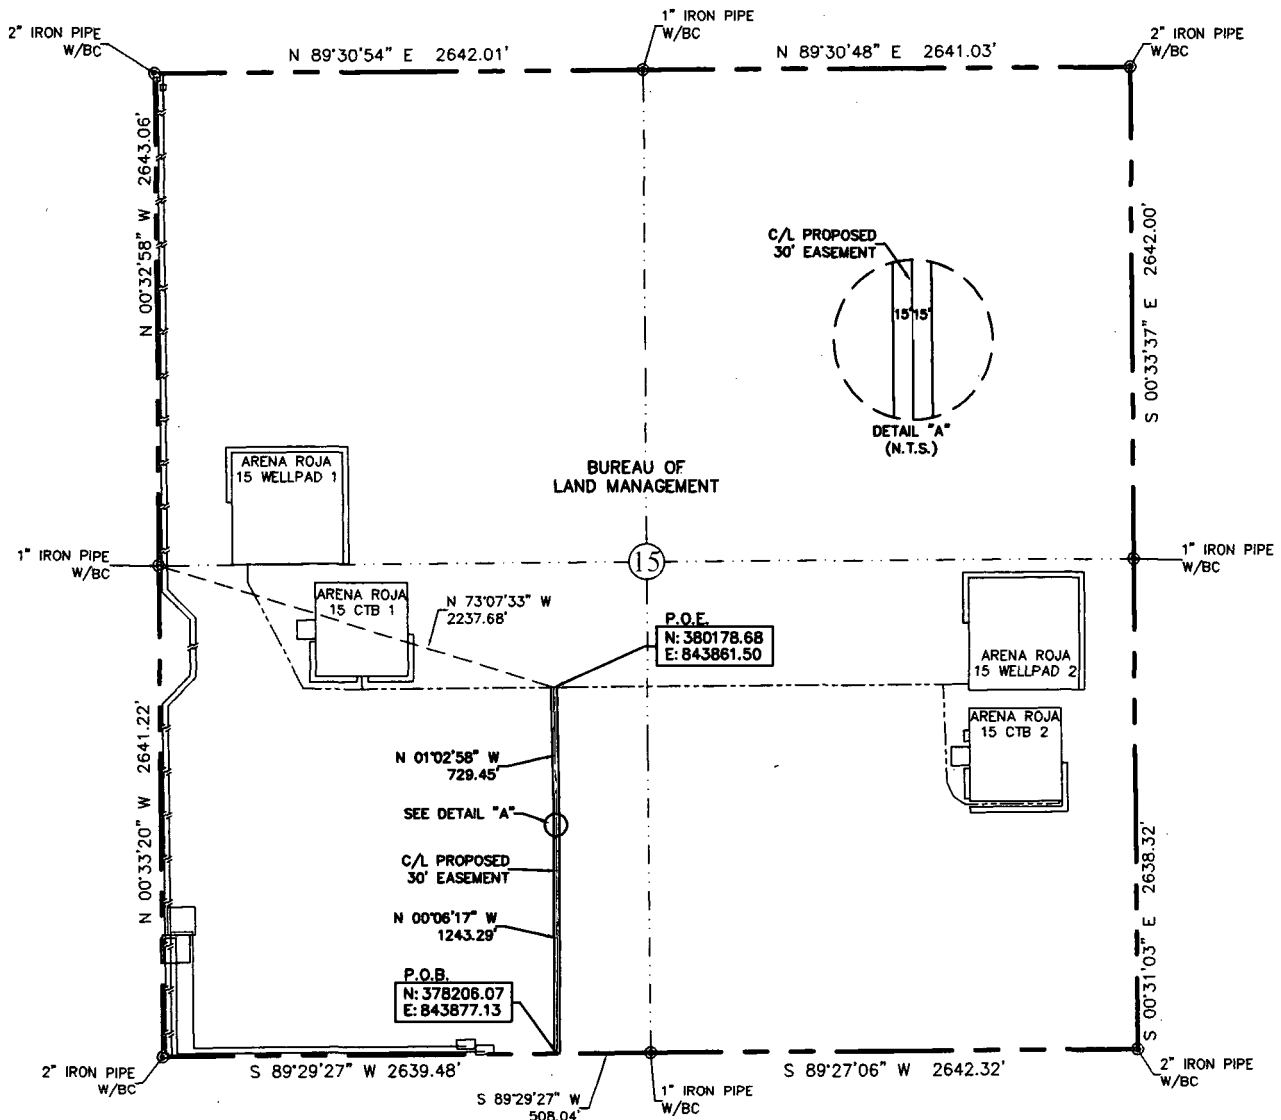 2" IRON PIPE
W/BC
N 89°30'54" E 2642.01'
1" IRON PIPE
W/BC
N 89°30'48" E 2641.03'
2" IRON PIPE
W/BC
N 00°32'58" W 2643.06'
S 00°33'37" E 2642.00'
C/L PROPOSED
30' EASEMENT
15' 15'
DETAIL "A"
(N.T.S.)
ARENA ROJA
15 WELLPAD 1
BUREAU OF
LAND MANAGEMENT
1" IRON PIPE
W/BC
15
1" IRON PIPE
W/BC
ARENA ROJA
15 CTB 1
N 73°07'33" W
2237.68'
P.O.E.
N: 380178.68
E: 843861.50
ARENA ROJA
15 WELLPAD 2
ARENA ROJA
15 CTB 2
N 00°33'20" W 2641.22'
N 01°02'58" W
729.45'
SEE DETAIL "A"
C/L PROPOSED
30' EASEMENT
N 00°06'17" W
1243.29'
S 00°31'03" E 2638.32'
P.O.B.
N: 378206.07
E: 843877.13
2" IRON PIPE
W/BC
S 89°29'27" W 2639.48'
S 89°29'27" W
508.04'
1" IRON PIPE
W/BC
S 89°27'06" W 2642.32'
2" IRON PIPE
W/BC